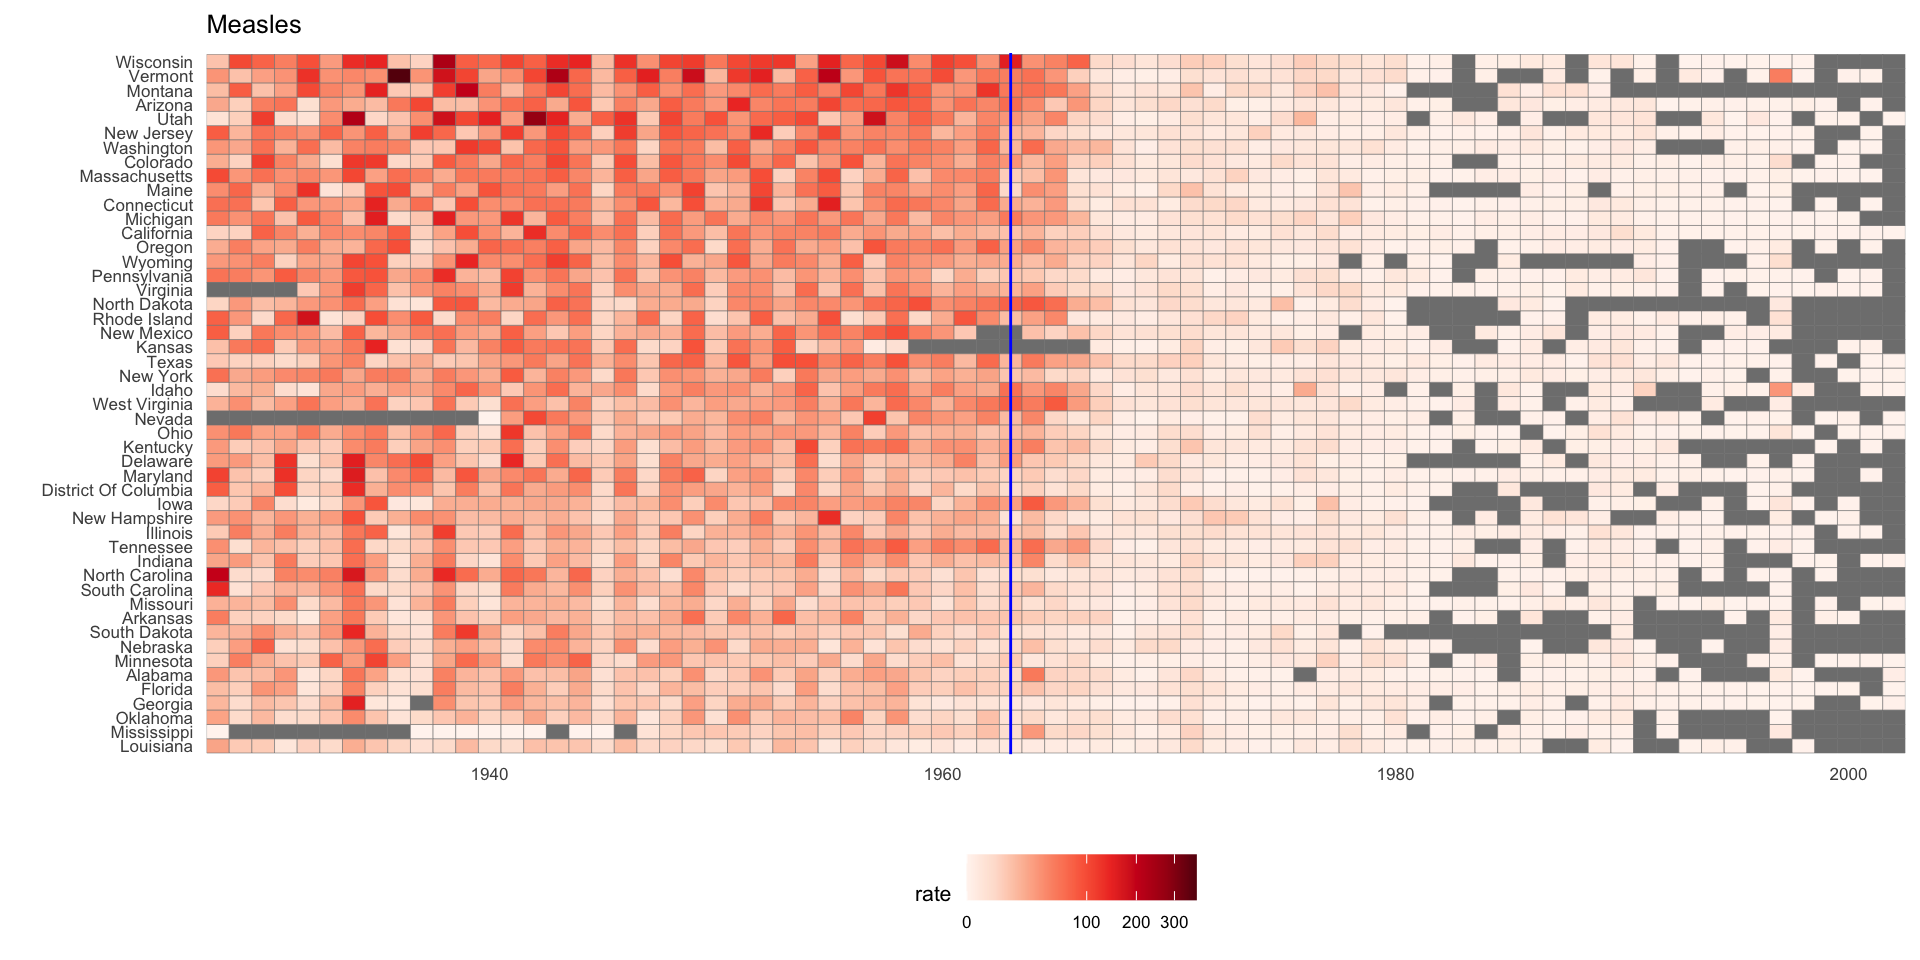 Measles
Wisconsin
Vermont
Montana
Arizona
Utah
New Jersey
Washington
Colorado
Massachusetts
Maine
Connecticut
Michigan
California
Oregon
Wyoming
Pennsylvania
Virginia
North Dakota
Rhode Island
New Mexico
Kansas
Texas
New York
Idaho
West Virginia
Nevada
Ohio
Kentucky
Delaware
Maryland
District Of Columbia
Iowa
New Hampshire
Illinois
Tennessee
Indiana
North Carolina
South Carolina
Missouri
Arkansas
South Dakota
Nebraska
Minnesota
Alabama
Florida
Georgia
Oklahoma
Mississippi
Louisiana
1940 1960 1980 2000
rate
0 100 200 300